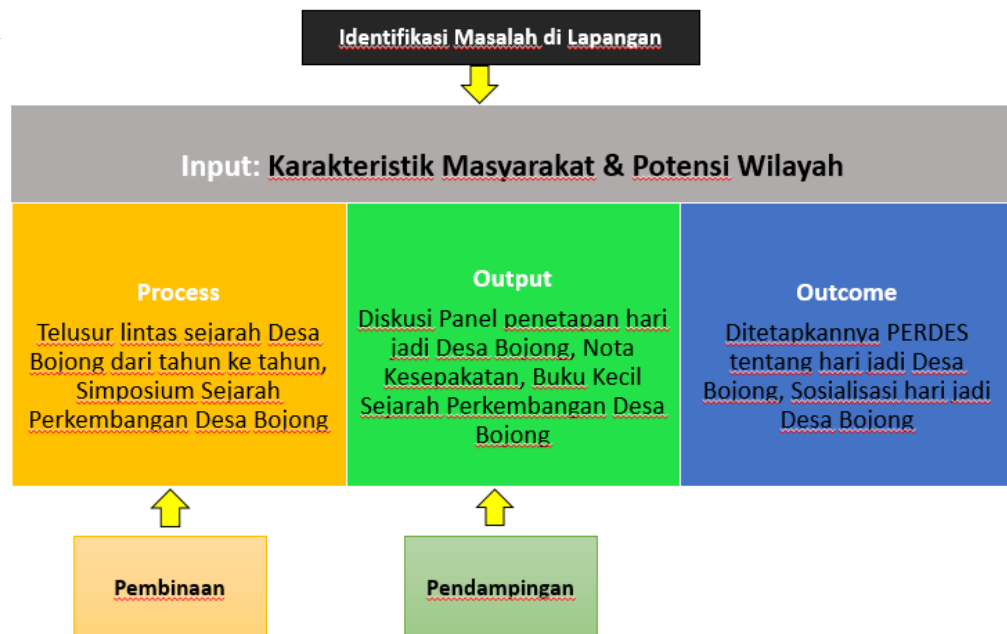 Identifikasi Masalah di Lapangan
Input: Karakteristik Masyarakat & Potensi Wilayah
Process
Telusur lintas sejarah Desa
Bojong dari tahun ke tahun,
Simposium Sejarah
Perkembangan Desa Bojong
Output
Diskusi Panel penetapan hari
jadi Desa Bojong, Nota
Kesepakatan, Buku Kecil
Sejarah Perkembangan Desa
Bojong
Outcome
Ditetapkannya PERDES
tentang hari jadi Desa
Bojong, Sosialisasi hari jadi
Desa Bojong
Pembinaan
Pendampingan